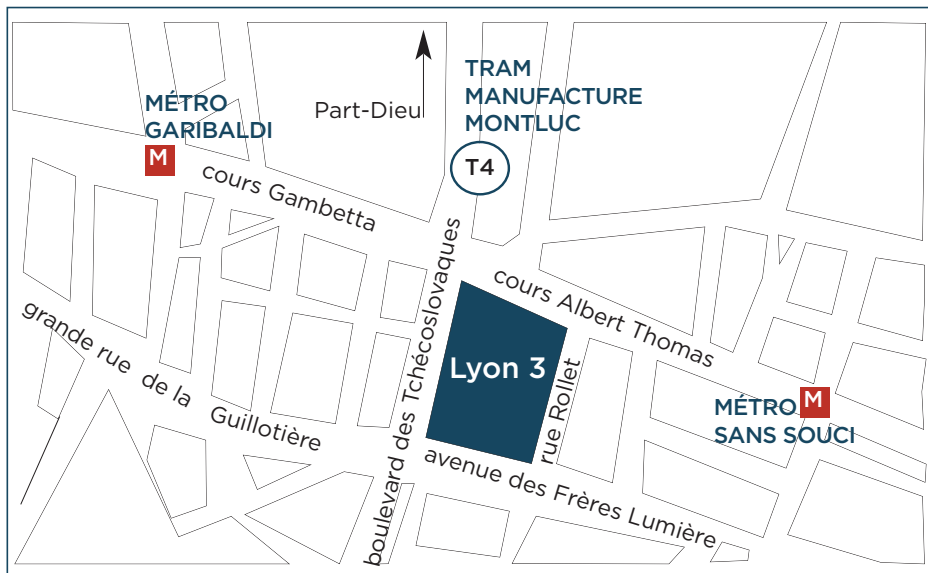 TRAM
MANUFACTURE
MONTLUC
MÉTRO
GARIBALDI
Part-Dieu
M
T4
cours Gambetta
boulevard des Tchécoslovaques
cours Albert Thomas
grande rue de la Guillotière
Lyon 3
rue Rollet
MÉTRO
SANS SOUCI
M
avenue des Frères Lumière